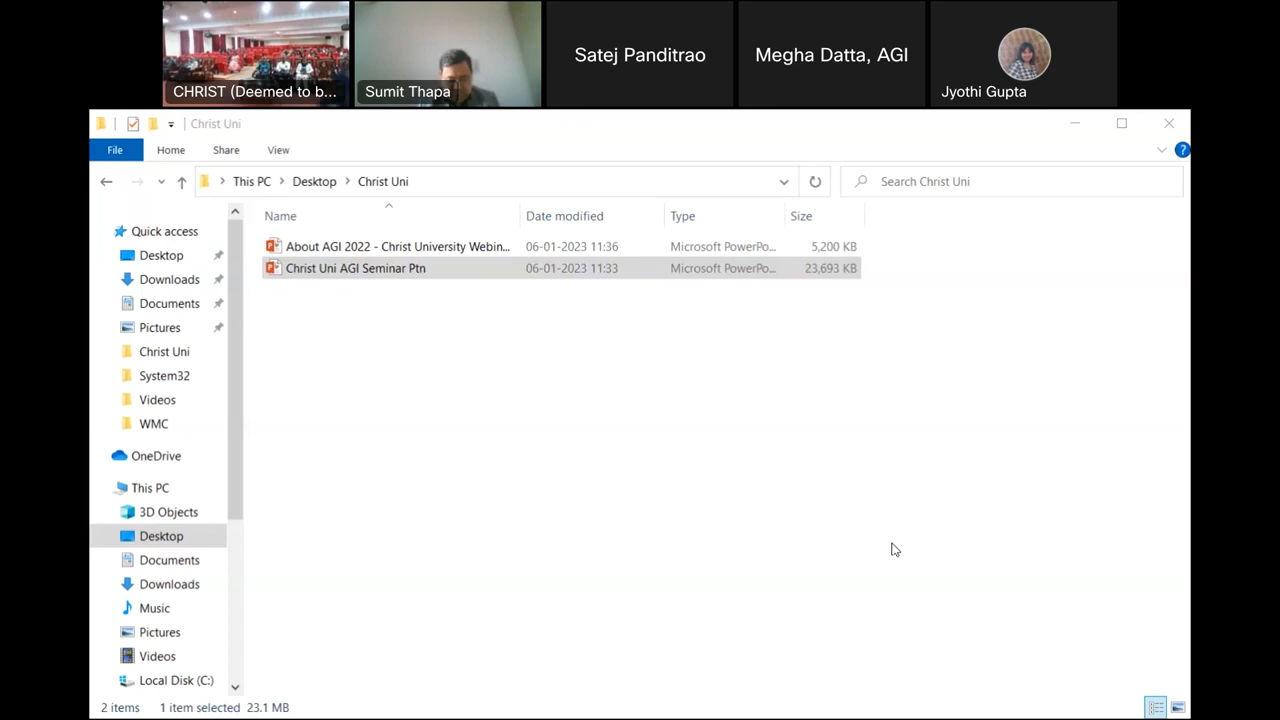 CHRIST (Deemed to b...
Sumit Thapa
Satej Panditrao
Megha Datta, AGI
Jyothi Gupta
Christ Uni
File Home Share View
This PC Desktop Christ Uni
Search Christ Uni
Name Date modified Type Size
About AGI 2022 - Christ University Webin... 06-01-2023 11:36 Microsoft PowerPo... 5,200 KB
Christ Uni AGI Seminar Ptn 06-01-2023 11:33 Microsoft PowerPo... 23,693 KB
Quick access
Desktop
Downloads
Documents
Pictures
Christ Uni
System32
Videos
WMC
OneDrive
This PC
3D Objects
Desktop
Documents
Downloads
Music
Pictures
Videos
Local Disk (C:)
2 items 1 item selected 23.1 MB